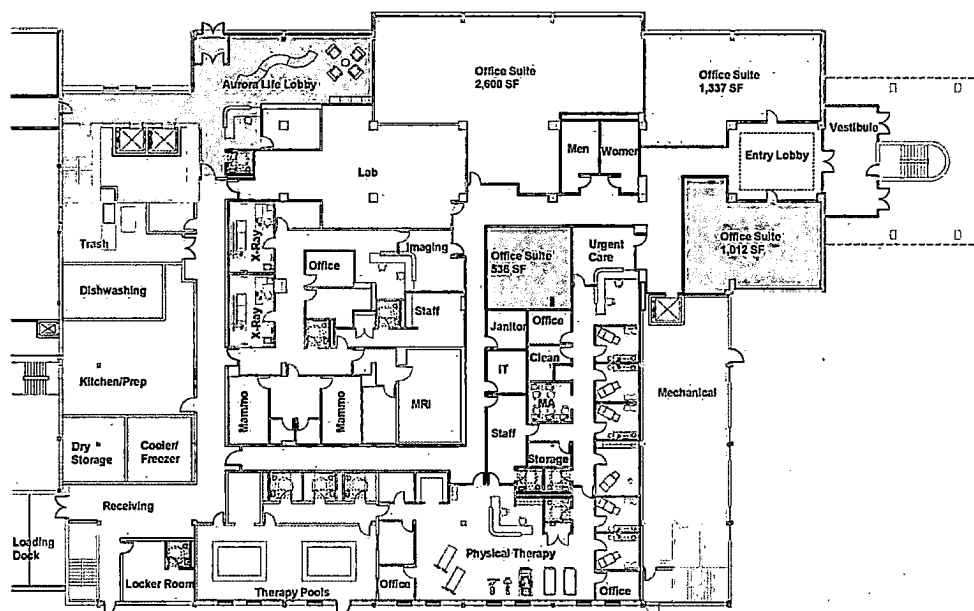 Aurora Life Lobby
Office Suite
2,600 SF
Office Suite
1,337 SF
Vestibule
Men
Women
Entry Lobby
Lab
Trash
X-Ray
Imaging
Office
Office Suite
536 SF
Urgent
Care
Office Suite
1,012 SF
Dishwashing
X-Ray
Staff
Janitor
Office
Clean
IT
Kitchen/Prep
Mammo
Mammo
MRI
MA
Mechanical
Staff
Dry
Storage
Cooler/
Freezer
Storage
Receiving
Loading
Dock
Locker Room
Therapy Pools
Office
Physical Therapy
Office